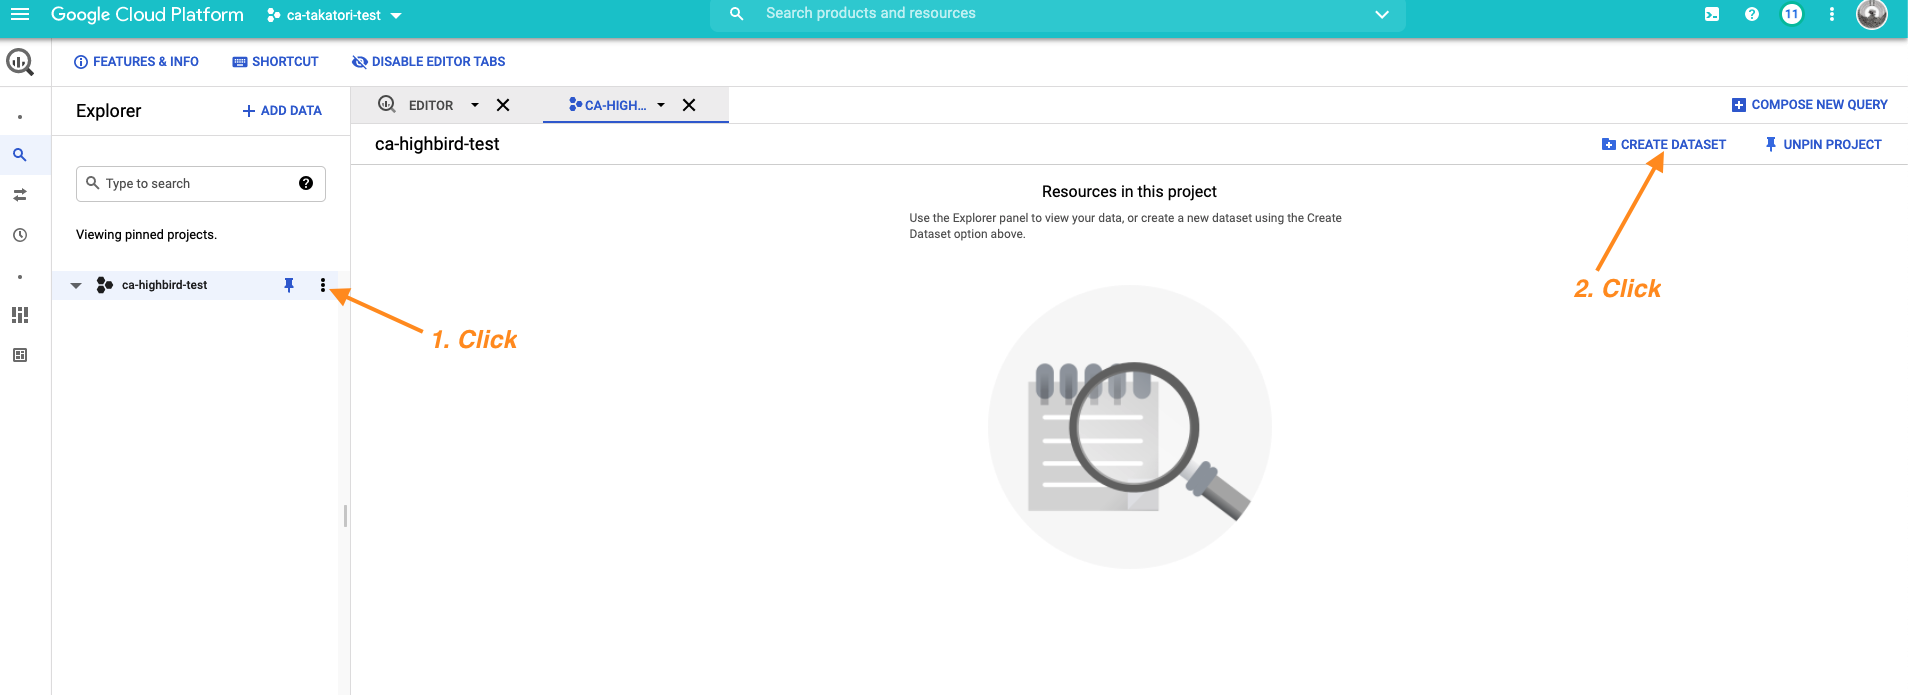 Google Cloud Platform
ca-takatori-test
Search products and resources
11
FEATURES & INFO
SHORTCUT
DISABLE EDITOR TABS
Explorer
ADD DATA
EDITOR
CA-HIGH...
COMPOSE NEW QUERY
ca-highbird-test
CREATE DATASET
UNPIN PROJECT
Type to search
Resources in this project
Use the Explorer panel to view your data, or create a new dataset using the Create
Dataset option above.
Viewing pinned projects.
ca-highbird-test
1. Click
2. Click